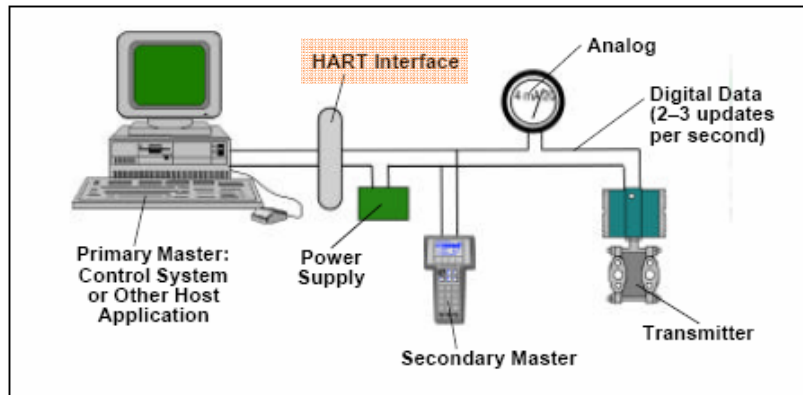 HART Interface
Analog
4 mA 20
Digital Data
(2–3 updates
per second)
Primary Master:
Control System
or Other Host
Application
Power
Supply
Secondary Master
Transmitter